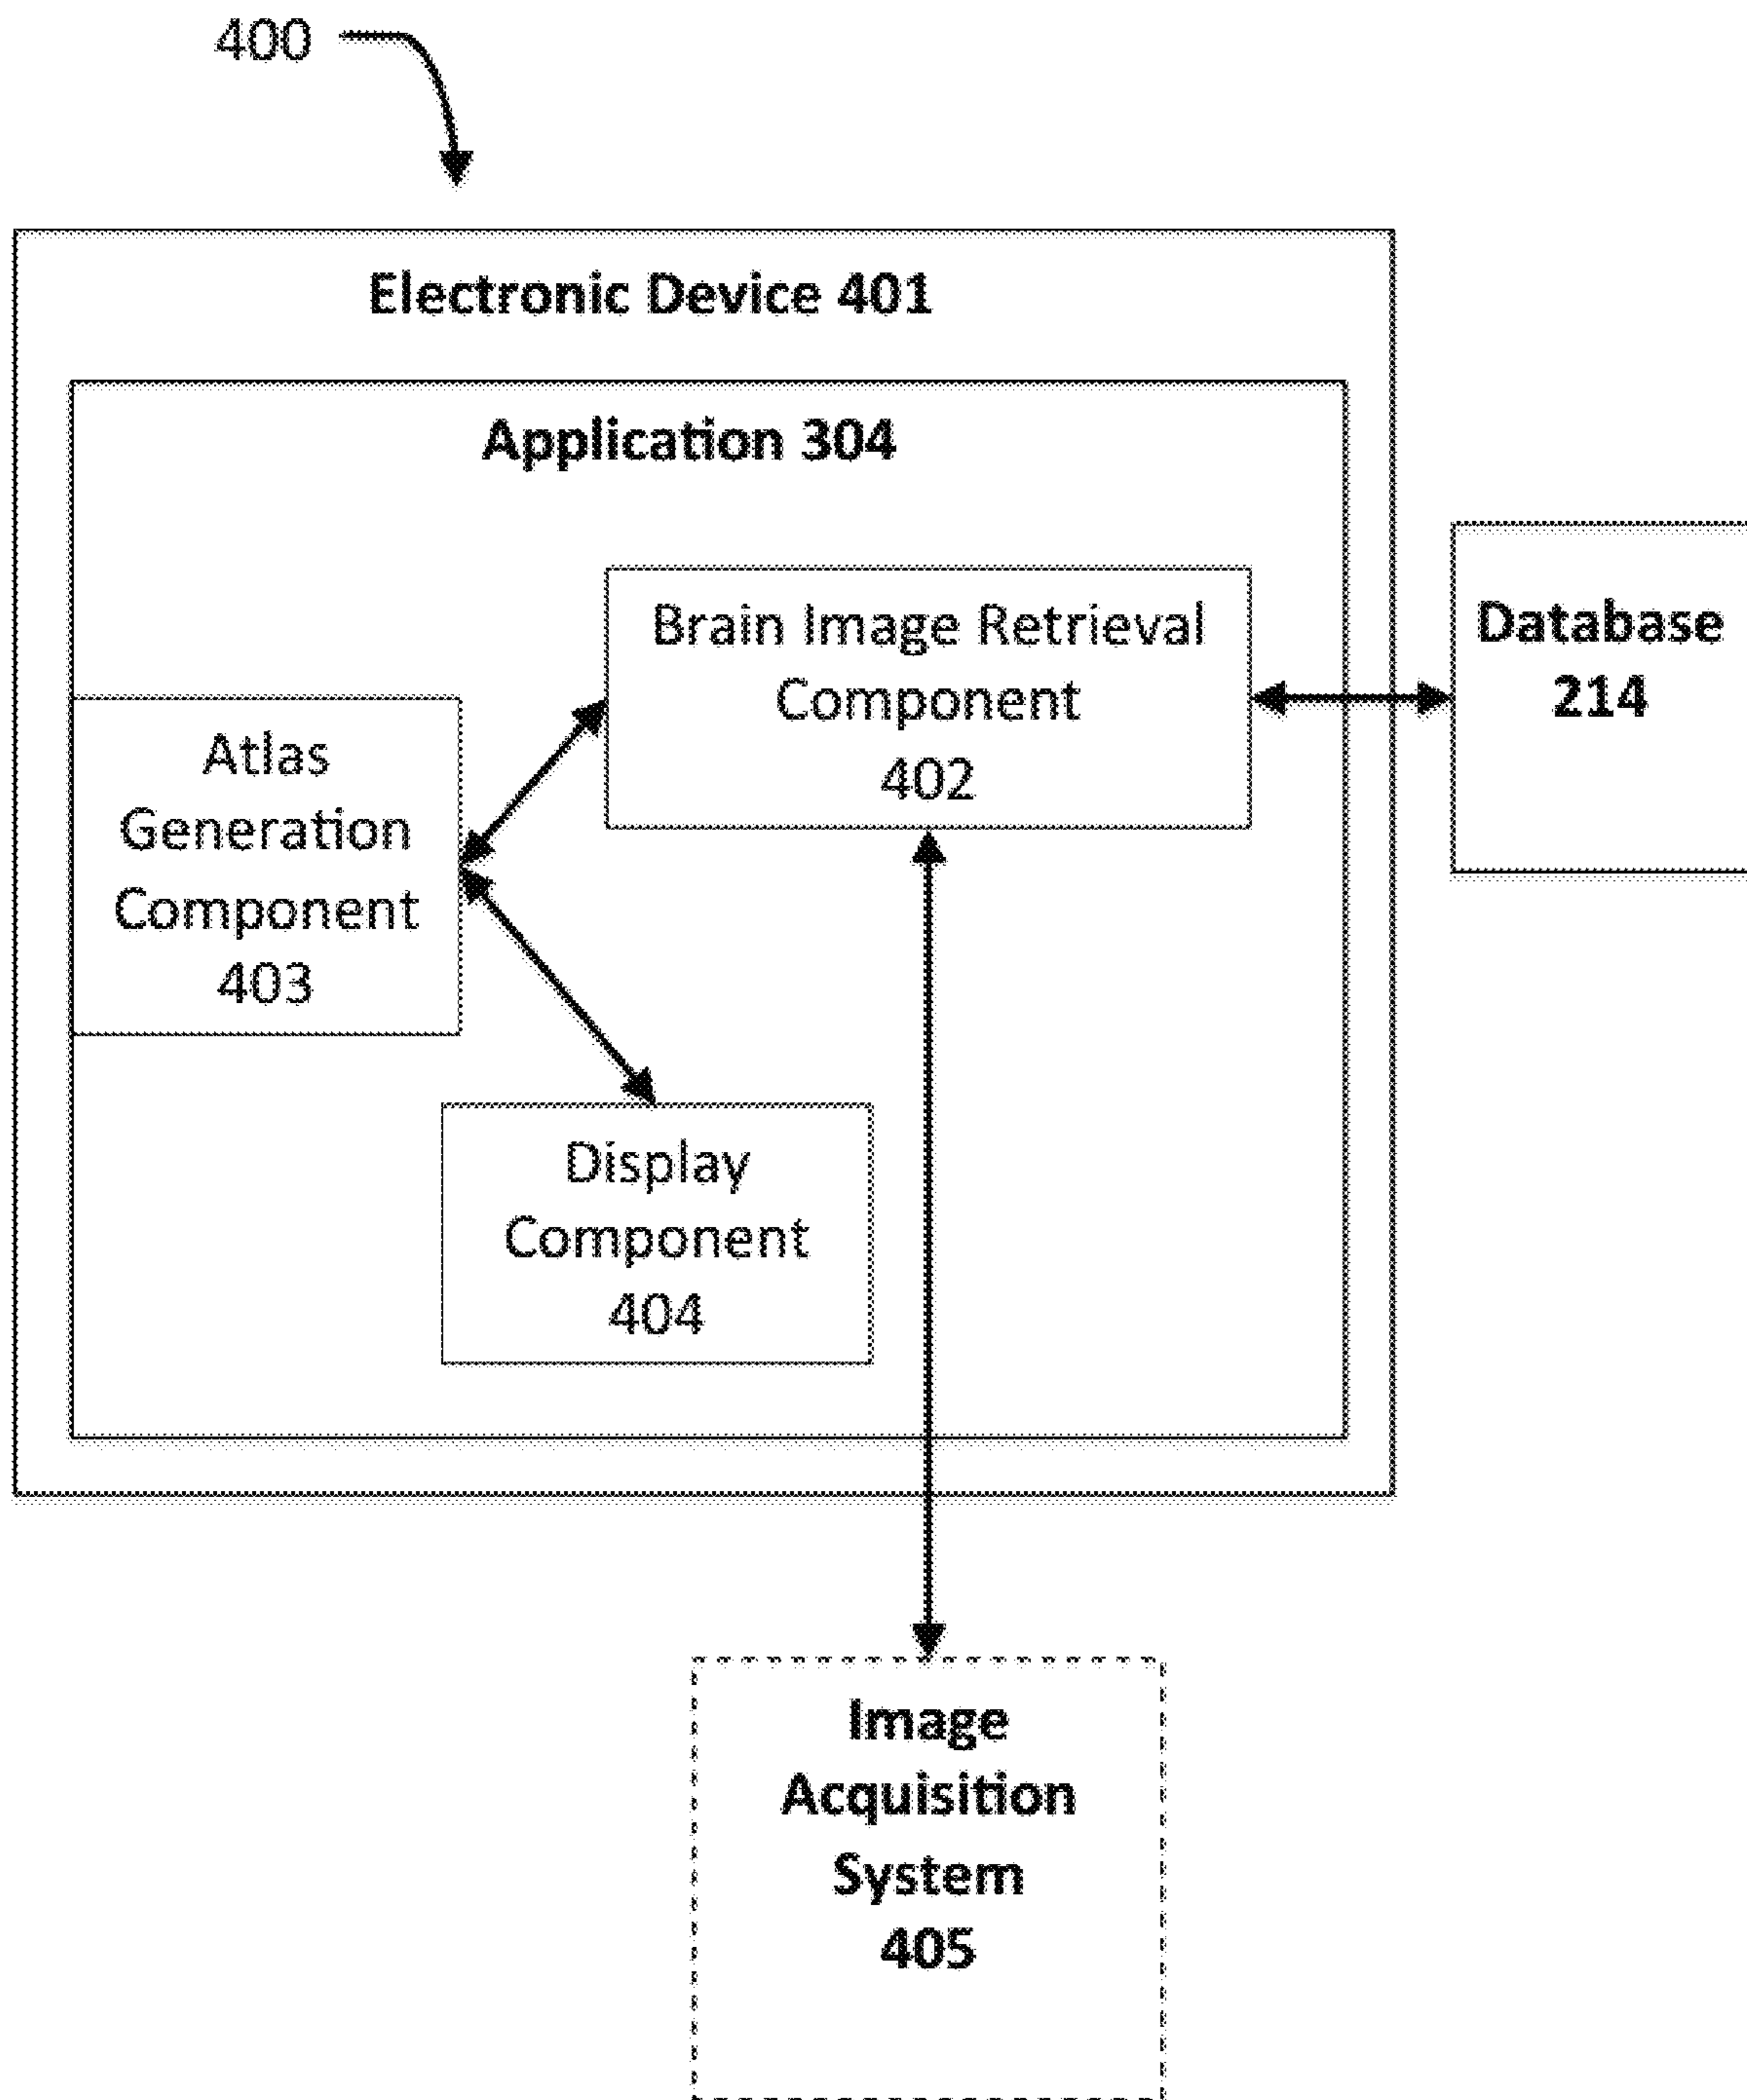 400
Electronic Device 401
Application 304
Brain Image Retrieval
Component
402
Database
214
Atlas
Generation
Component
403
Display
Component
404
Image
Acquisition
System
405